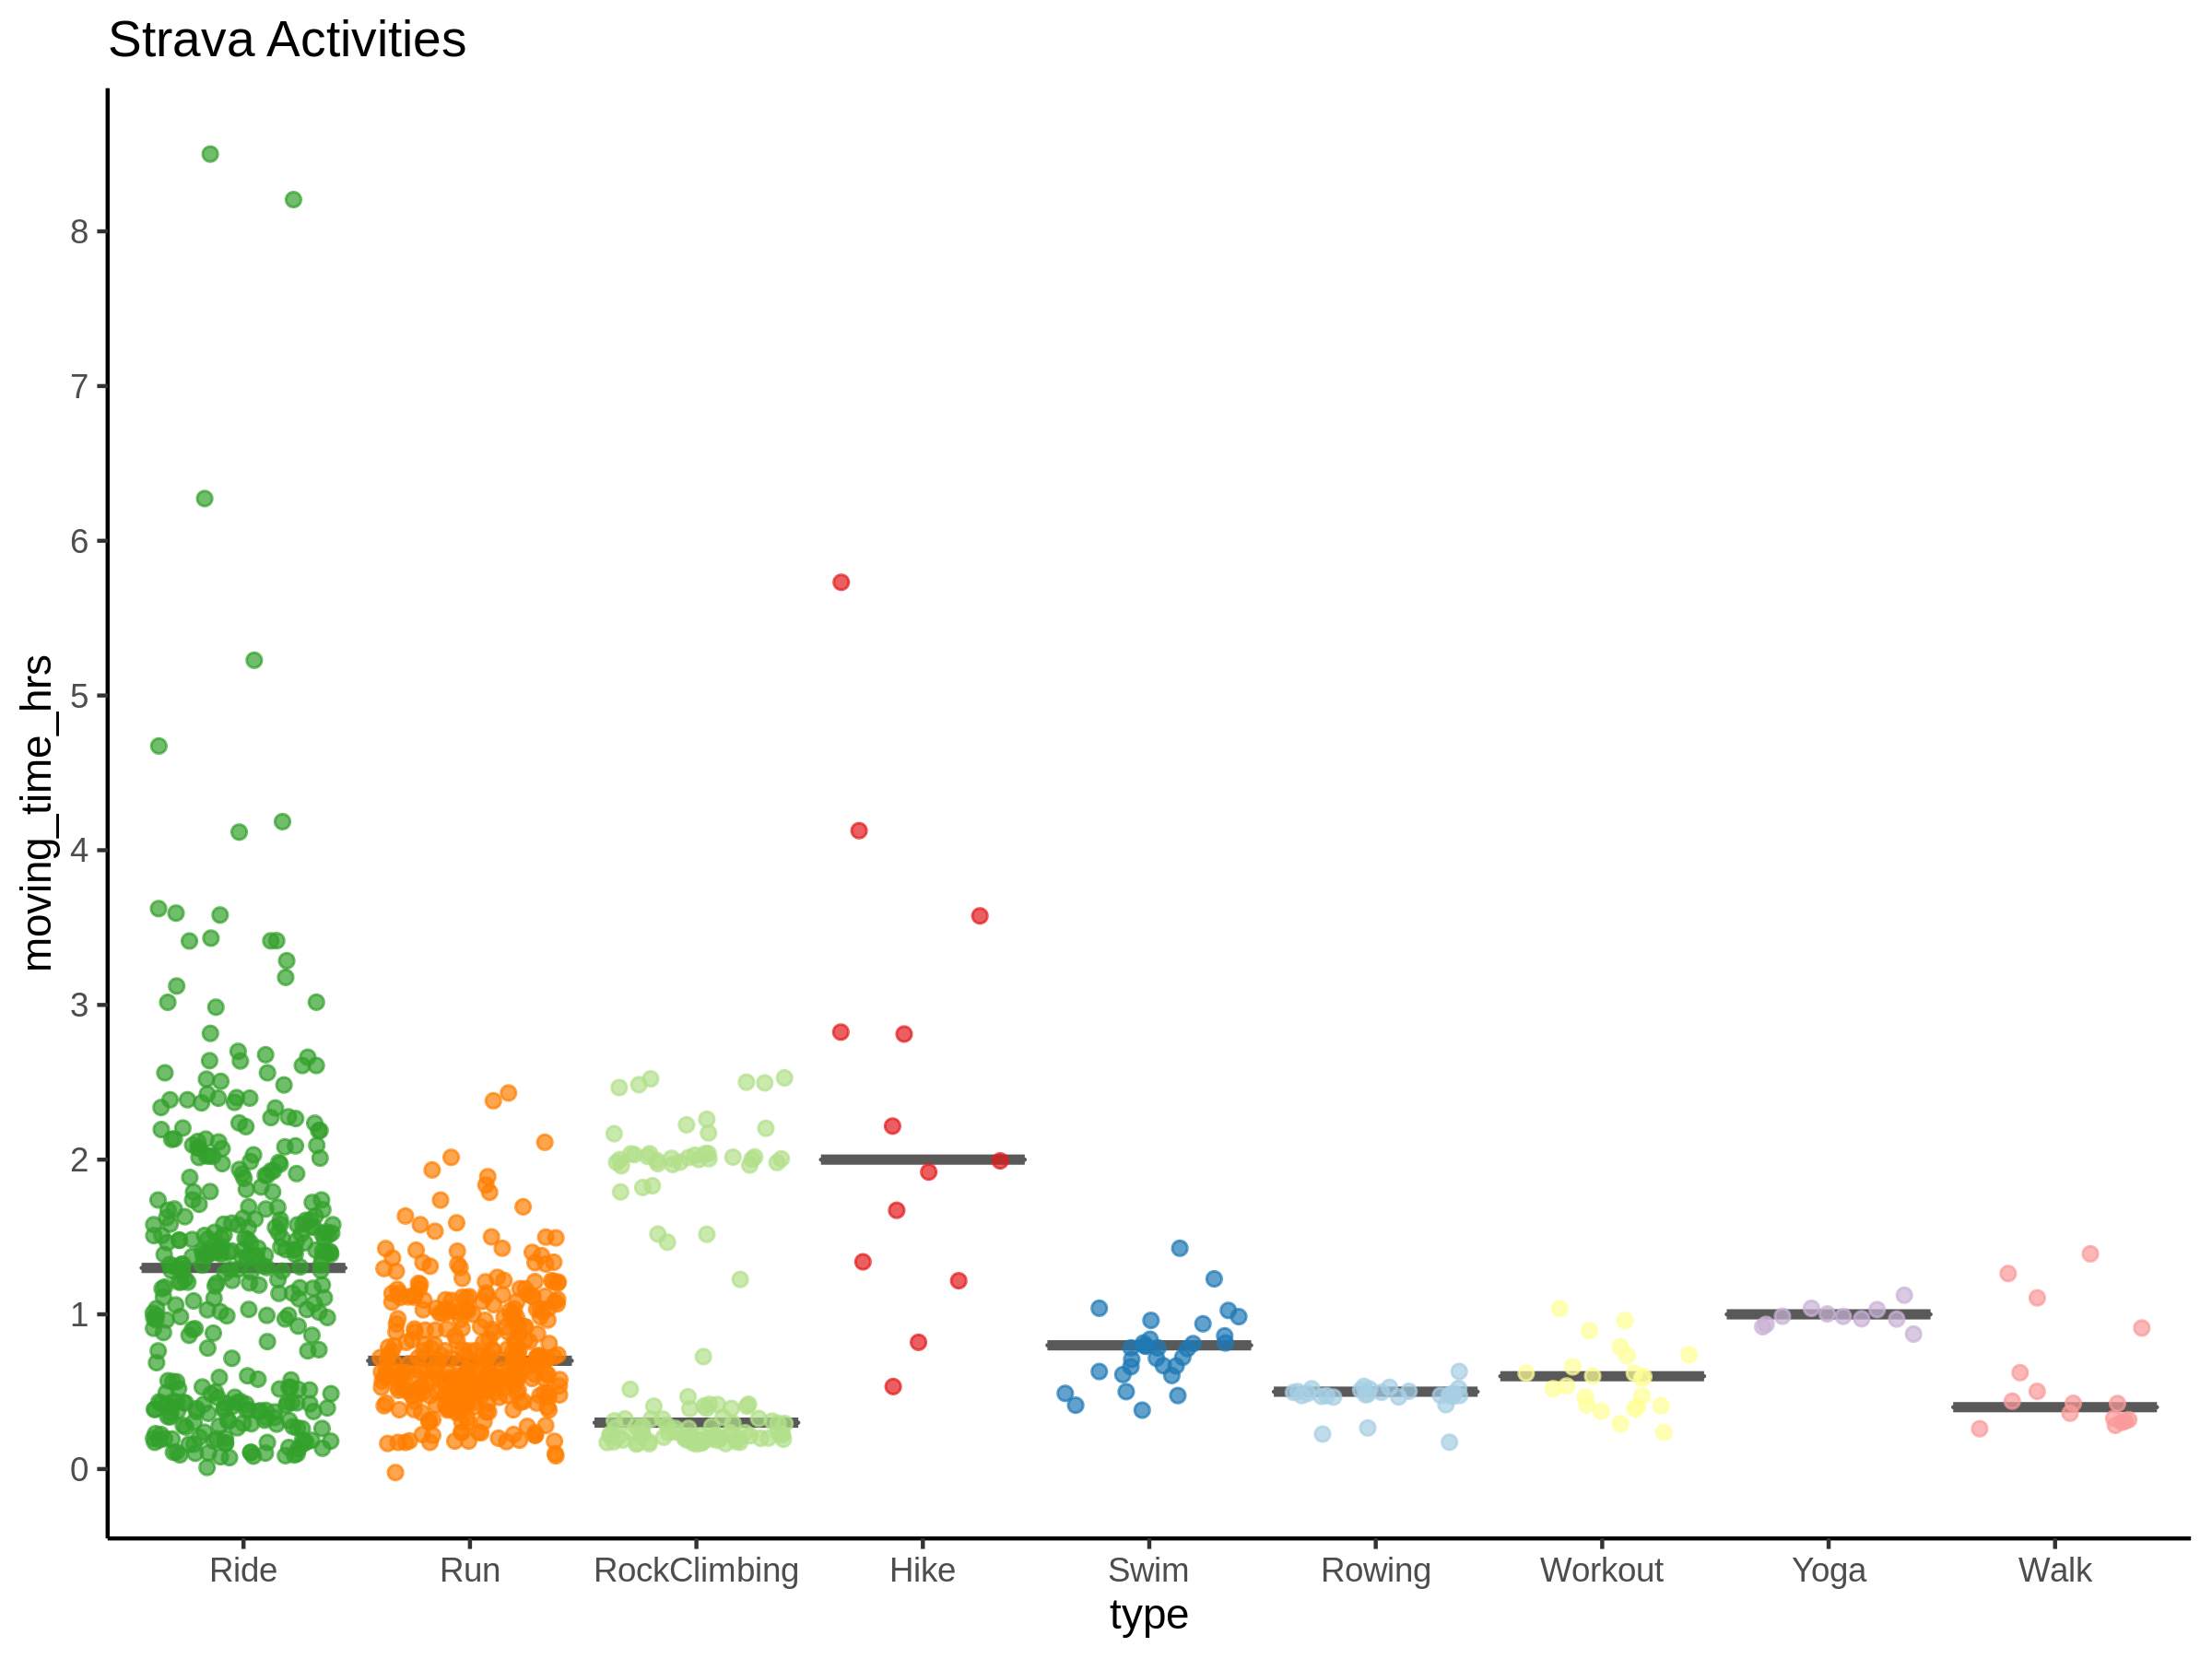 Strava Activities
moving_time_hrs
8
7
6
5
4
3
2
1
0
Ride Run RockClimbing Hike Swim Rowing Workout Yoga Walk
type